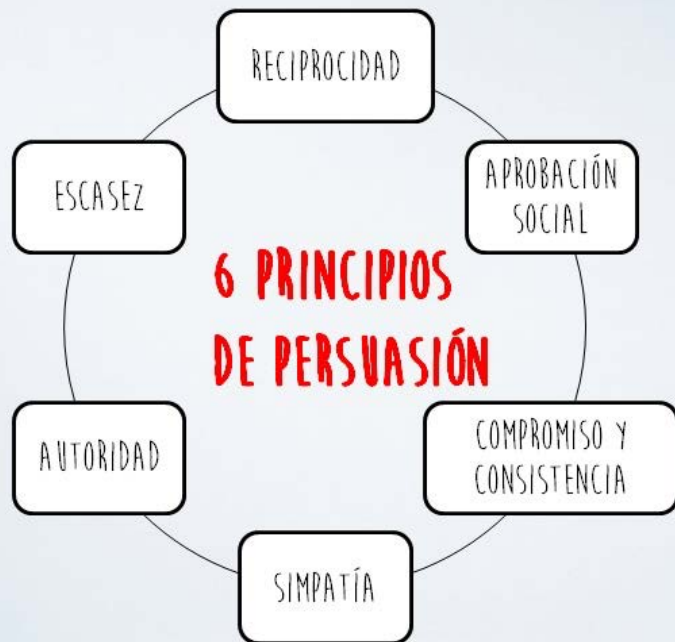 RECIPROCIDAD
APROBACIÓN
SOCIAL
ESCASEZ
6 PRINCIPIOS
DE PERSUASIÓN
COMPROMISO Y
CONSISTENCIA
AUTORIDAD
SIMPATÍA